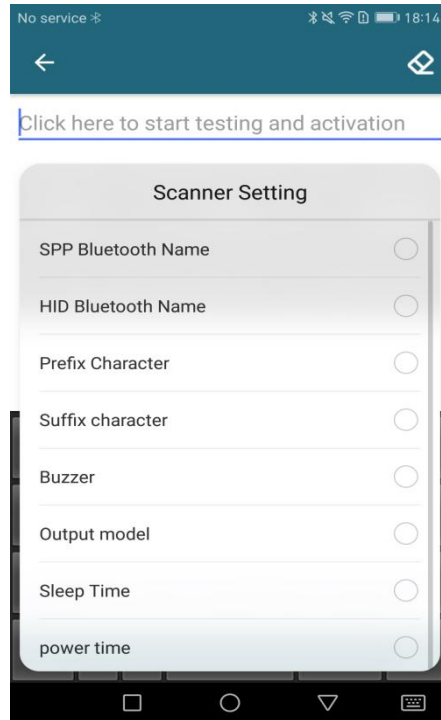 No service
18:14
Click here to start testing and activation
Scanner Setting
SPP Bluetooth Name
HID Bluetooth Name
Prefix Character
Suffix character
Buzzer
Output model
Sleep Time
power time